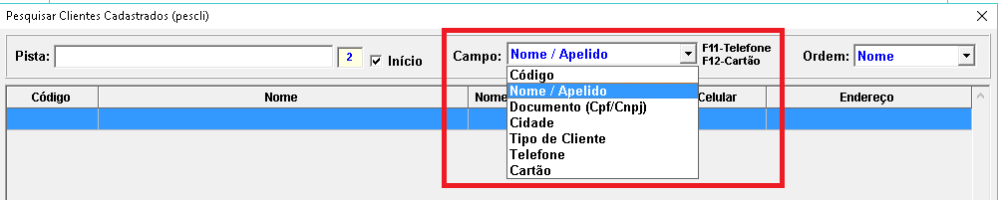 Pesquisar Clientes Cadastrados (pescli)
Pista: 2 Início Campo: Nome / Apelido F11-Telefone Ordem: Nome
F12-Cartão
Código Nome Nome Celular Endereço
Código
Nome / Apelido
Documento (Cpf/Cnpj)
Cidade
Tipo de Cliente
Telefone
Cartão